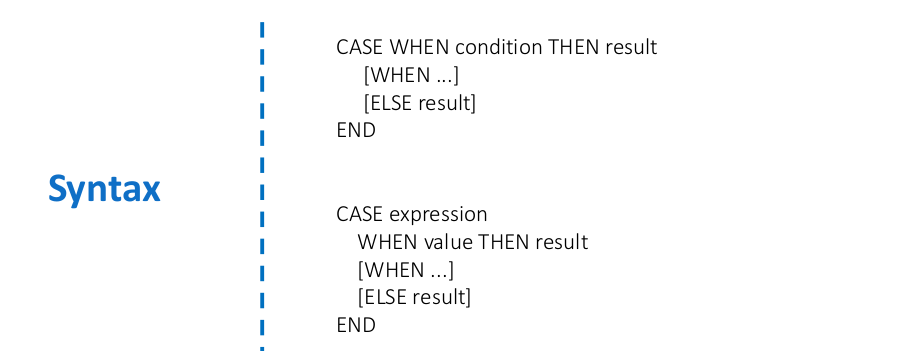 Syntax
CASE WHEN condition THEN result
[WHEN ...]
[ELSE result]
END
CASE expression
WHEN value THEN result
[WHEN ...]
[ELSE result]
END